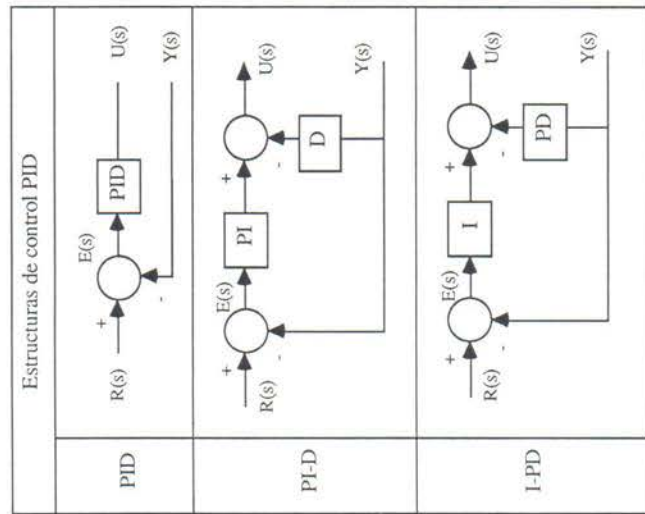 Estructuras de control PID
PID
R(s)
+
-
E(s)
PID
U(s)
Y(s)
PI-D
R(s)
+
-
E(s)
PI
+
-
D
U(s)
Y(s)
I-PD
R(s)
+
-
E(s)
I
+
-
PD
U(s)
Y(s)